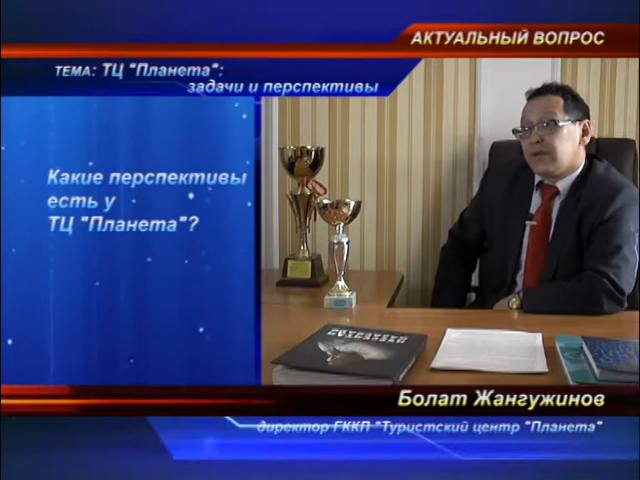 АКТУАЛЬНЫЙ ВОПРОС
ТЕМА: ТЦ "Планета":
задачи и перспективы
Какие перспективы
есть у
ТЦ "Планета"?
Болат Жангужинов
директор ГККП "Туристский центр "Планета"